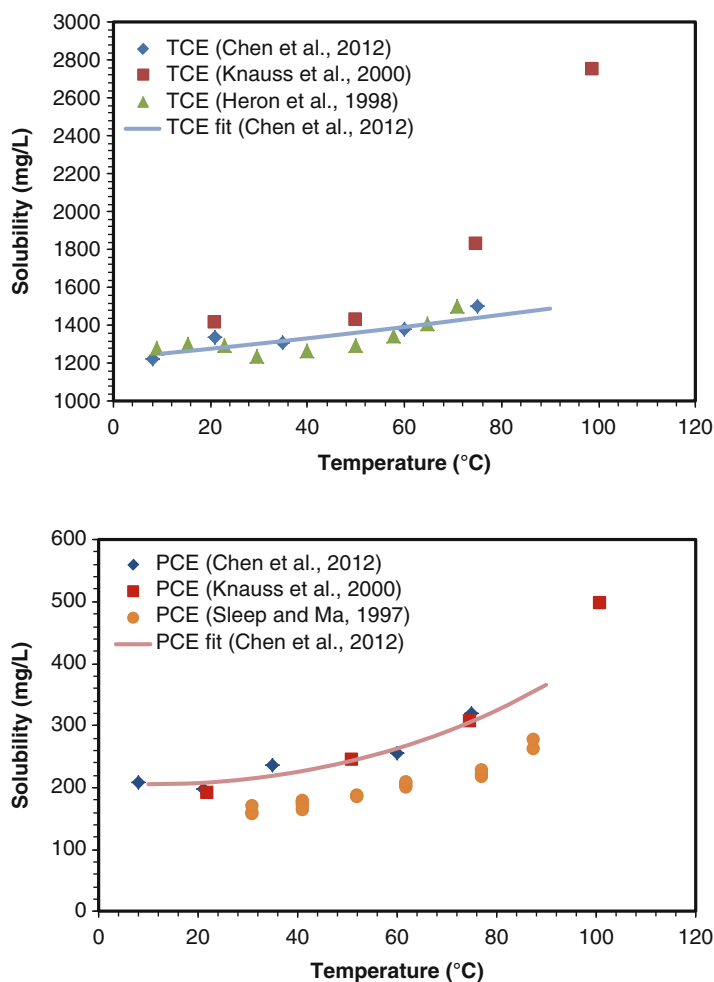 3000
2800
2600
2400
2200
2000
1800
1600
1400
1200
1000
Solubility (mg/L)
TCE (Chen et al., 2012)
TCE (Knauss et al., 2000)
TCE (Heron et al., 1998)
TCE fit (Chen et al., 2012)
0 20 40 60 80 100 120
Temperature (°C)
600
500
400
300
200
100
0
Solubility (mg/L)
PCE (Chen et al., 2012)
PCE (Knauss et al., 2000)
PCE (Sleep and Ma, 1997)
PCE fit (Chen et al., 2012)
0 20 40 60 80 100 120
Temperature (°C)